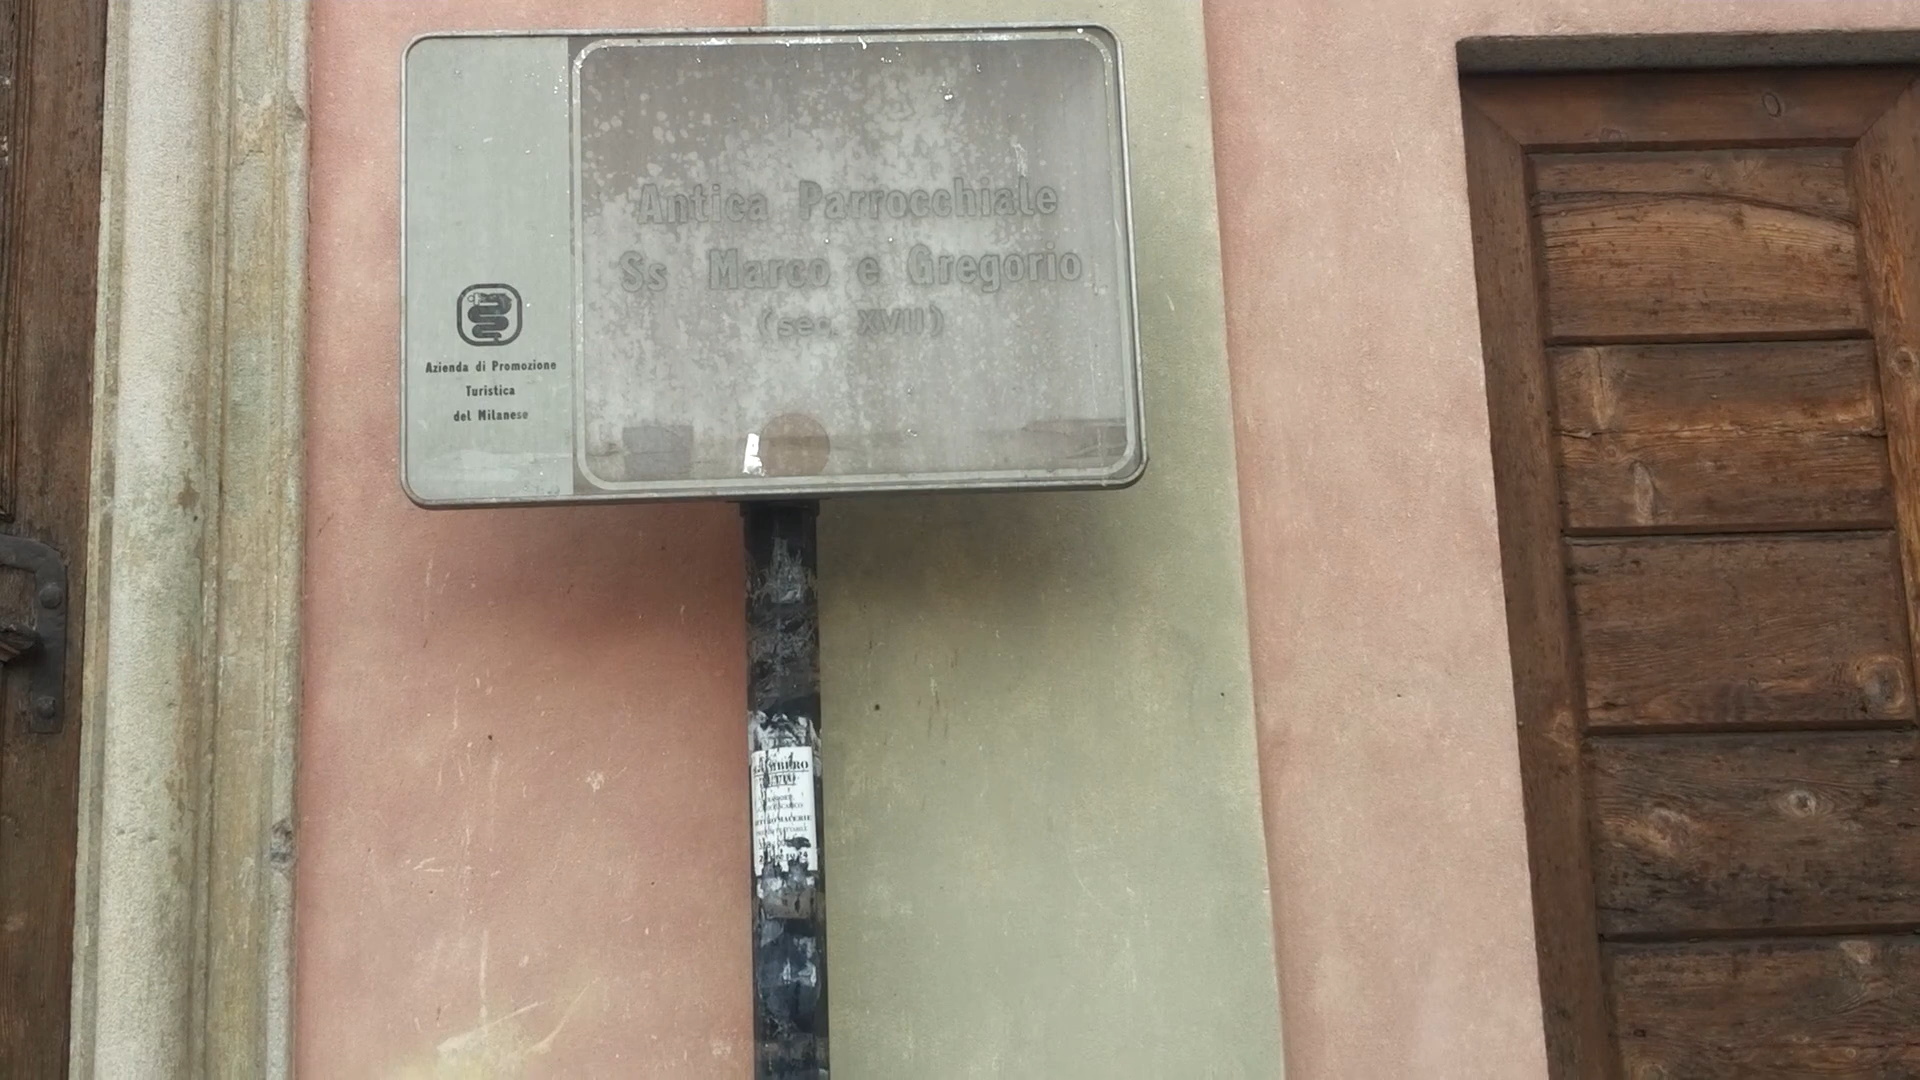 Antica Parrocchiale
Ss Marco e Gregorio
(sec. XVII)
Azienda di Promozione
Turistica
del Milanese